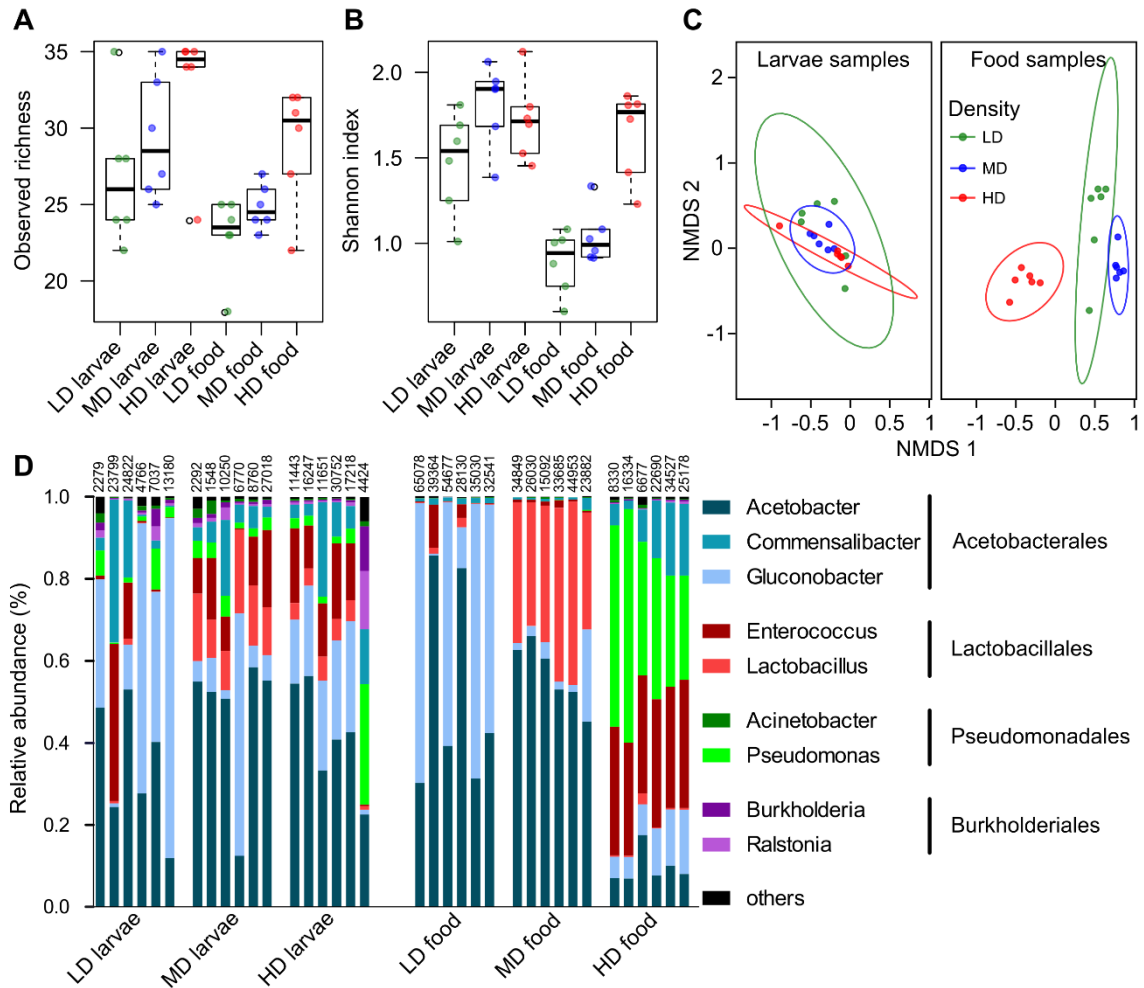 A
Observed richness
35
30
25
20
LD larvae
MD larvae
HD larvae
LD food
MD food
HD food
B
Shannon index
2.0
1.5
1.0
LD larvae
MD larvae
HD larvae
LD food
MD food
HD food
C
NMDS 2
2
1
0
-1
Larvae samples
Food samples
Density
LD
MD
HD
-1 -0.5 0 0.5 1
-1 -0.5 0 0.5 1
NMDS 1
D
Relative abundance (%)
1.0
0.8
0.6
0.4
0.2
0.0
2279 23799 24822 4766 7037 13180
2292 1548 10250 6770 8760 27018
11443 16247 11651 30752 17218 4424
65078 39364 54677 28130 35030 32541
34849 26030 15092 33685 44953 23882
8330 16334 6677 22690 34527 25178
LD larvae
MD larvae
HD larvae
LD food
MD food
HD food
Acetobacter
Commensalibacter
Gluconobacter
Acetobacterales
Enterococcus
Lactobacillus
Lactobacillales
Acinetobacter
Pseudomonas
Pseudomonadales
Burkholderia
Ralstonia
Burkholderiales
others